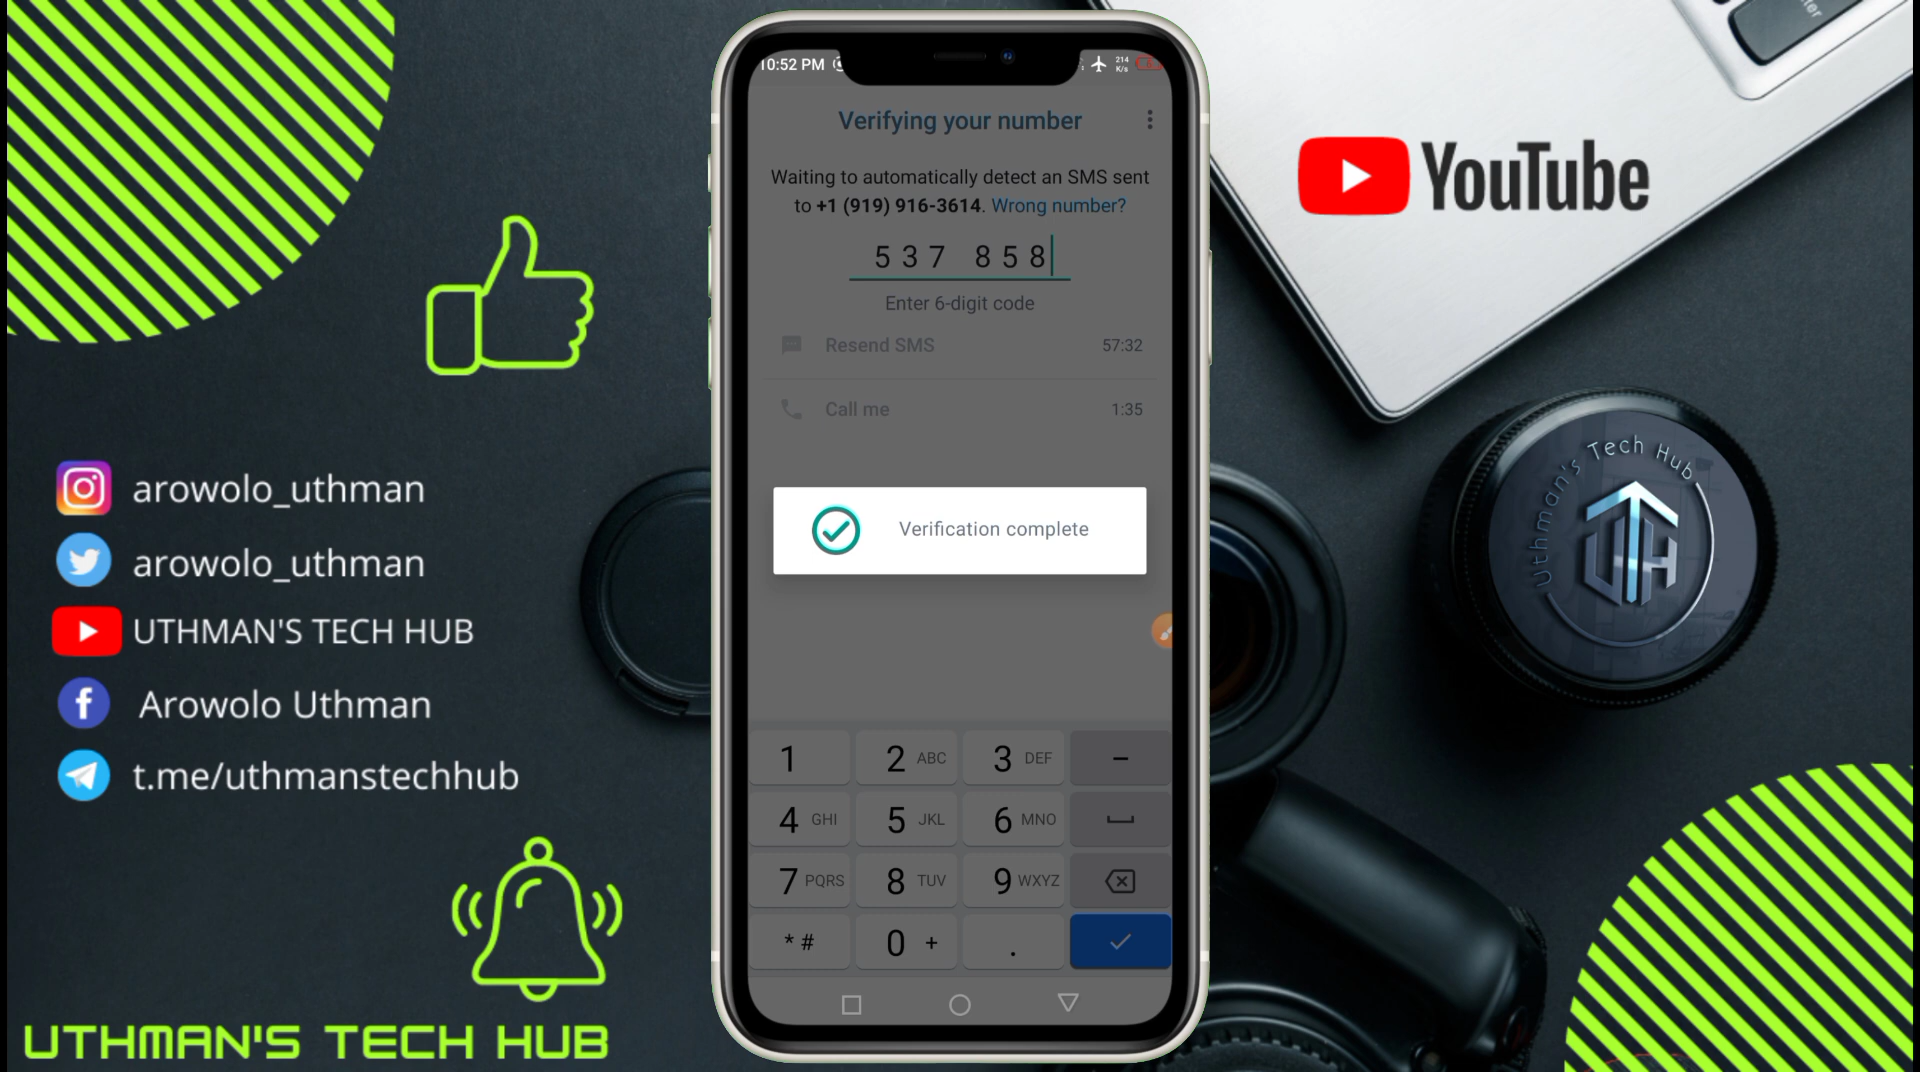 10:52 PM
214
K/s
Verifying your number
Waiting to automatically detect an SMS sent
to +1 (919) 916-3614. Wrong number?
537 858
Enter 6-digit code
Resend SMS 57:32
Call me 1:35
Verification complete
1 2 ABC 3 DEF –
4 GHI 5 JKL 6 MNO
7 PQRS 8 TUV 9 WXYZ
* # 0 + .
YouTube
Uthman's Tech Hub
UTH
arowolo_uthman
arowolo_uthman
UTHMAN'S TECH HUB
Arowolo Uthman
t.me/uthmanstechhub
UTHMAN'S TECH HUB